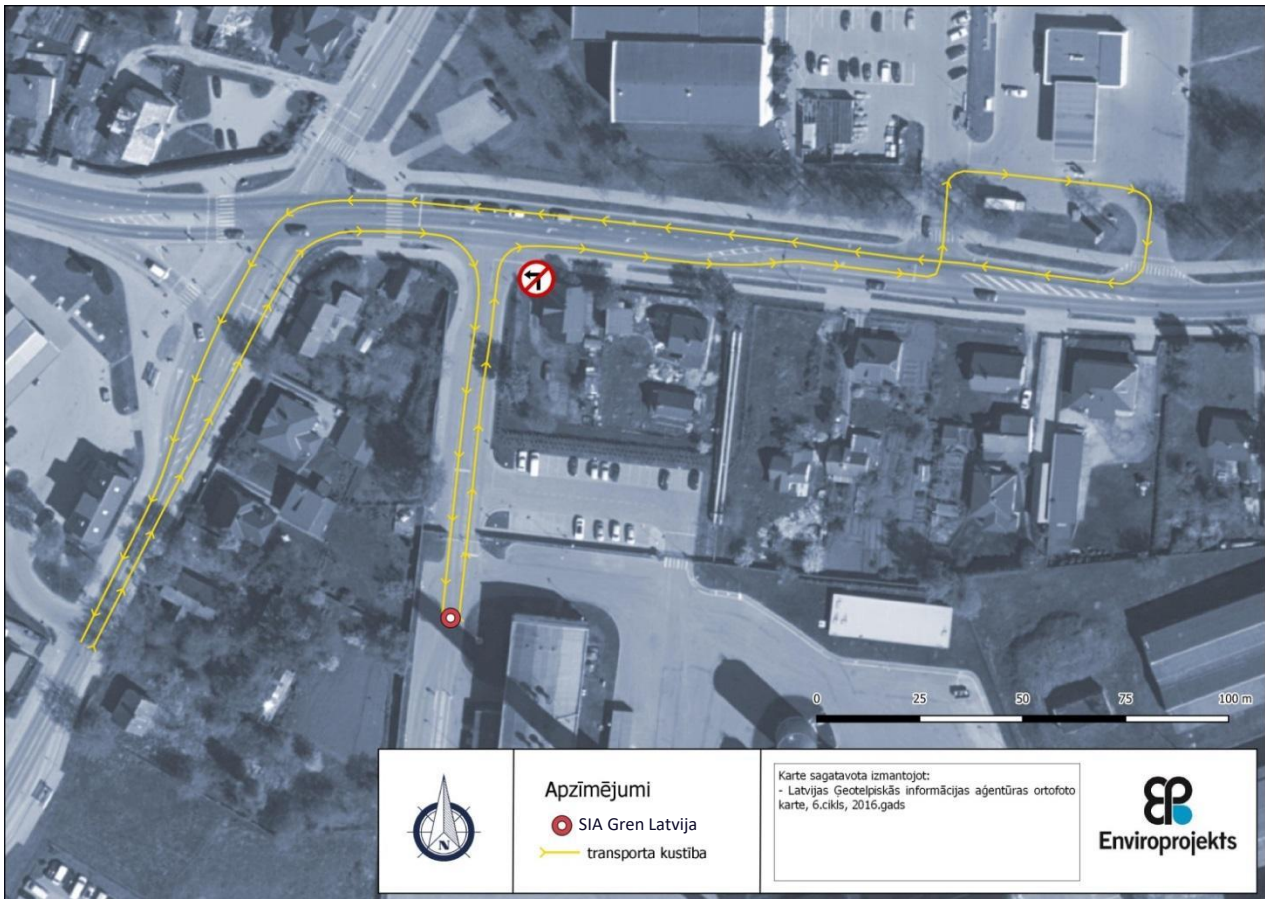 0 25 50 75 100 m
N
Apzīmējumi
SIA Gren Latvija
transporta kustība
Karte sagatavota izmantojot:
- Latvijas Ģeotelpiskās informācijas aģentūras ortofoto
karte, 6.cikls, 2016.gads
Enviroprojekts